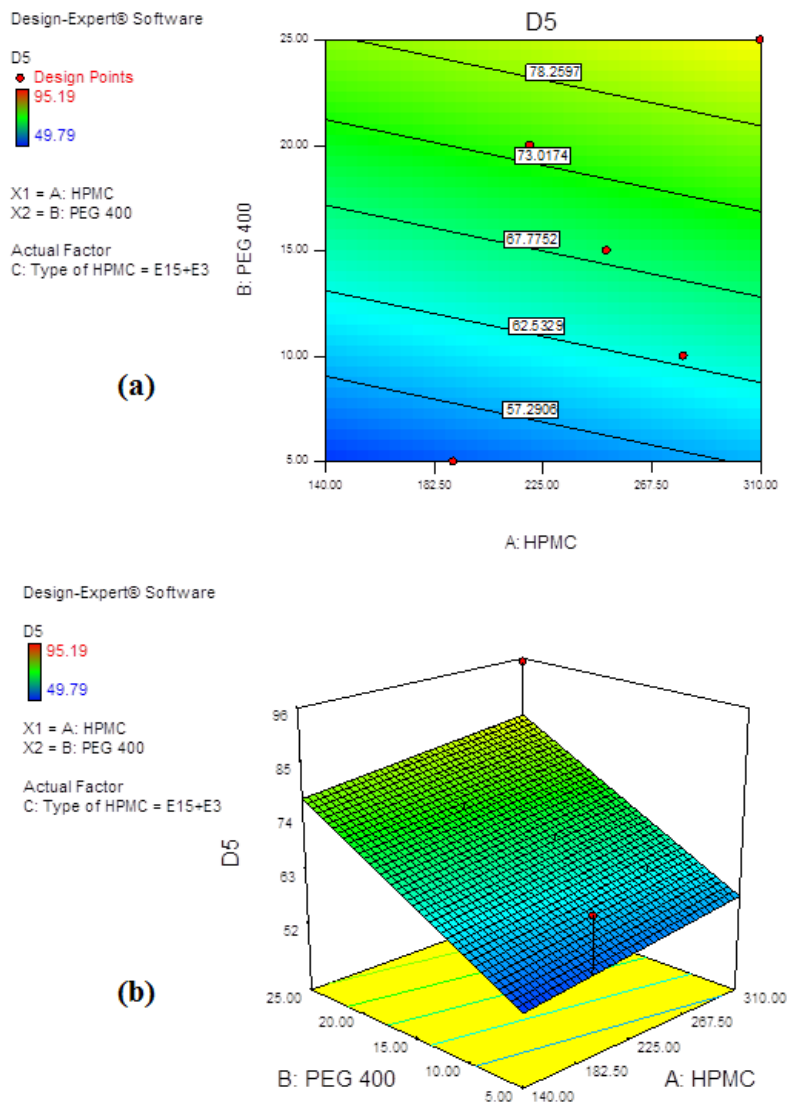 Design-Expert® Software
D5
Design Points
95.19
49.79
X1 = A: HPMC
X2 = B: PEG 400
Actual Factor
C: Type of HPMC = E15+E3
(a)
D5
25.00
20.00
15.00
10.00
5.00
B: PEG 400
78.2597
73.0174
67.7752
62.5329
57.2906
140.00 182.50 225.00 267.50 310.00
A: HPMC
Design-Expert® Software
D5
95.19
49.79
X1 = A: HPMC
X2 = B: PEG 400
Actual Factor
C: Type of HPMC = E15+E3
(b)
96
85
74
63
52
D5
25.00
20.00
15.00
10.00
5.00
B: PEG 400
310.00
267.50
225.00
182.50
140.00
A: HPMC